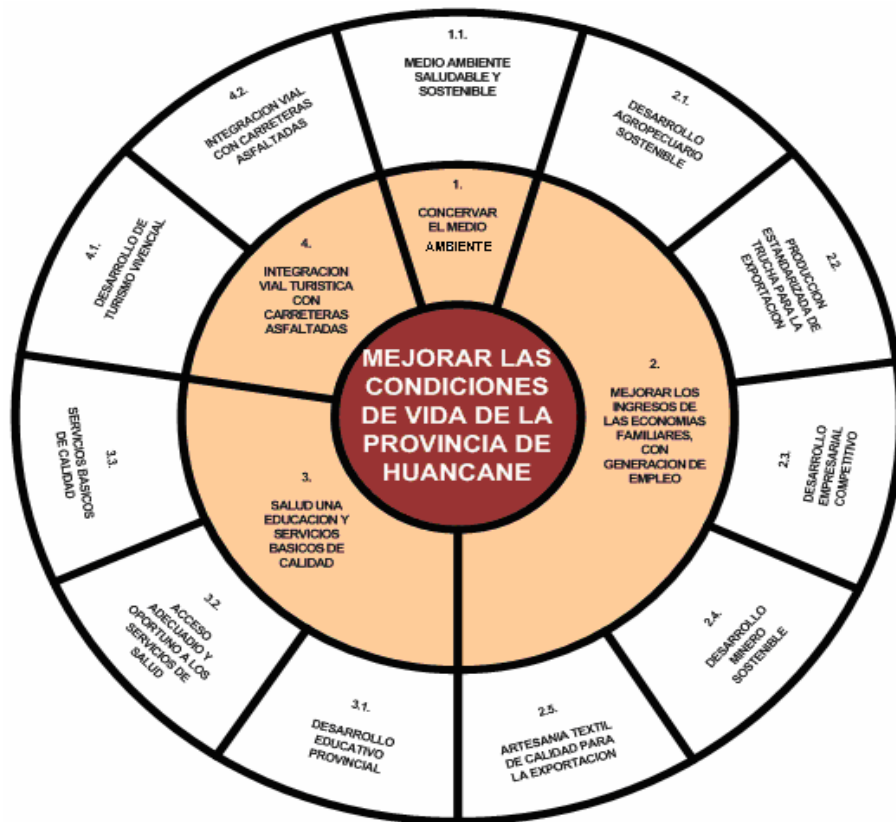 MEJORAR LAS
CONDICIONES
DE VIDA DE LA
PROVINCIA DE
HUANCANE
1.
CONCERVAR
EL MEDIO
AMBIENTE
1.1.
MEDIO AMBIENTE
SALUDABLE Y
SOSTENIBLE
2.
MEJORAR LOS
INGRESOS DE
LAS ECONOMIAS
FAMILIARES,
CON
GENERACION DE
EMPLEO
2.1.
DESARROLLO
AGROPECUARIO
SOSTENIBLE
2.2.
PRODUCCION
ESTANDARIZADA DE
TRUCHA PARA LA
EXPORTACION
2.3.
DESARROLLO
EMPRESARIAL
COMPETITIVO
2.4.
DESARROLLO
MINERO
SOSTENIBLE
2.5.
ARTESANIA TEXTIL
DE CALIDAD PARA
LA EXPORTACION
3.
SALUD UNA
EDUCACION Y
SERVICIOS
BASICOS DE
CALIDAD
3.1.
DESARROLLO
EDUCATIVO
PROVINCIAL
3.2.
ACCESO
ADECUADIO Y
OPORTUNO A LOS
SERVICIOS DE
SALUD
3.3.
SERVICIOS BASICOS
DE CALIDAD
4.
INTEGRACION
VIAL TURISTICA
CON
CARRETERAS
ASFALTADAS
4.1.
DESARROLLO DE
TURISMO VIVENCIAL
4.2.
INTEGRACION VIAL
CON CARRETERAS
ASFALTADAS